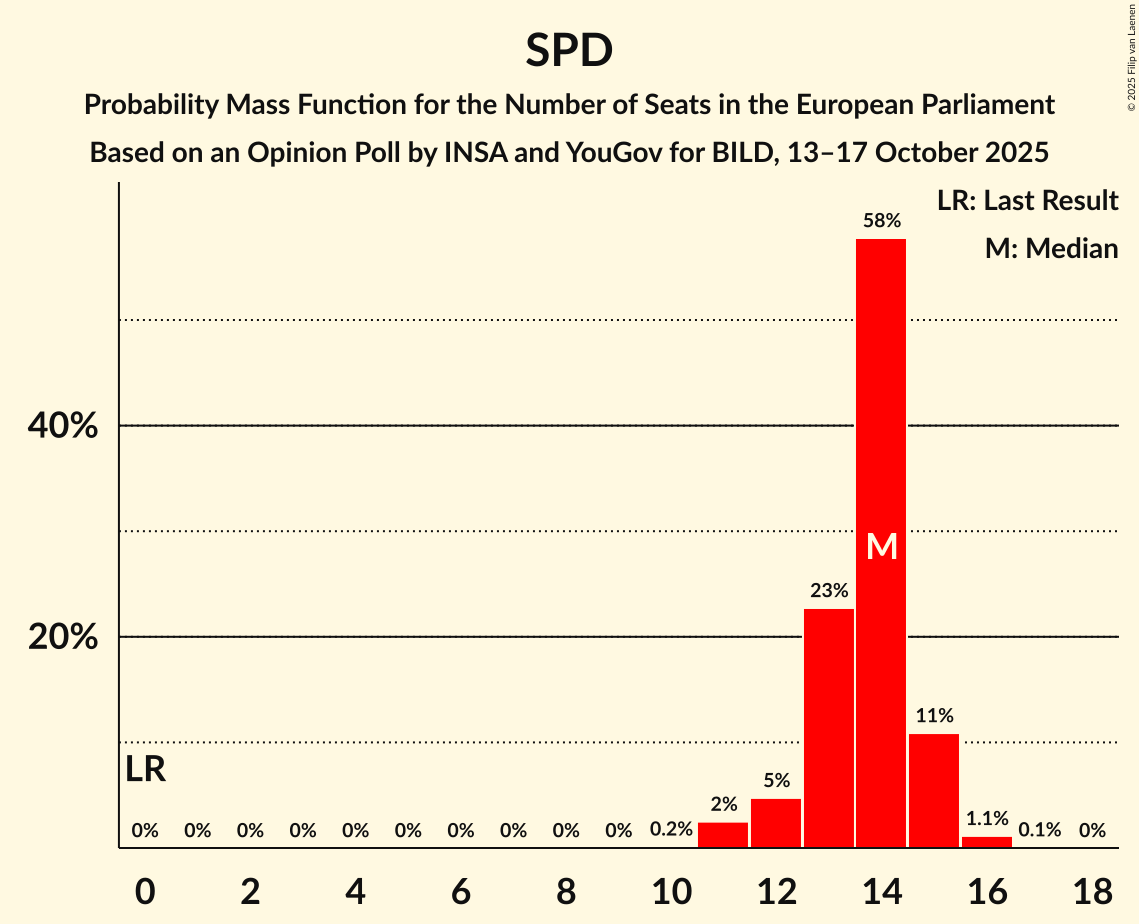 SPD
Probability Mass Function for the Number of Seats in the European Parliament
Based on an Opinion Poll by INSA and YouGov for BILD, 13–17 October 2025
© 2025 Filip van Laenen
LR: Last Result
M: Median
58%
40%
M
23%
20%
11%
LR
5%
2%
1.1%
0% 0% 0% 0% 0% 0% 0% 0% 0% 0% 0.2% 0.1% 0%
0 2 4 6 8 10 12 14 16 18